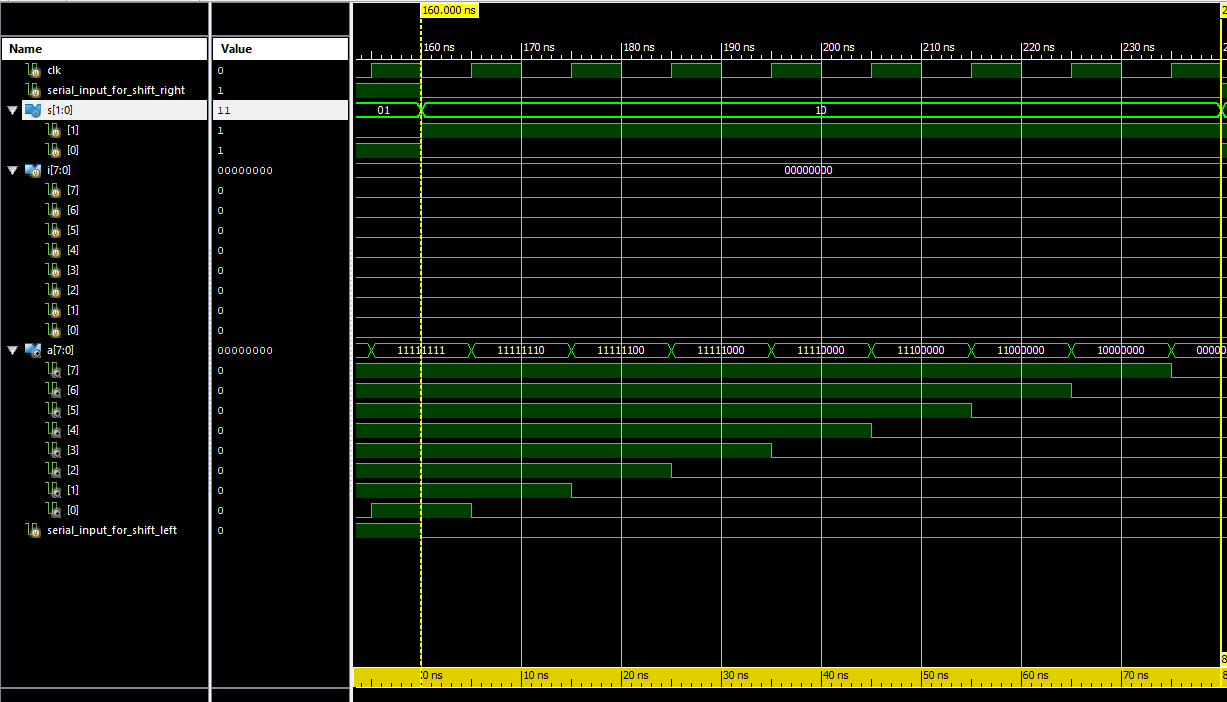 160.000 ns
2
Name Value
160 ns 170 ns 180 ns 190 ns 200 ns 210 ns 220 ns 230 ns
clk 0
serial_input_for_shift_right 1
s[1:0] 11 01 10
[1] 1
[0] 1
i[7:0] 00000000 00000000
[7] 0
[6] 0
[5] 0
[4] 0
[3] 0
[2] 0
[1] 0
[0] 0
a[7:0] 00000000 11111111 11111110 11111100 11111000 11110000 11100000 11000000 10000000 00000
[7] 0
[6] 0
[5] 0
[4] 0
[3] 0
[2] 0
[1] 0
[0] 0
serial_input_for_shift_left 0
8
0 ns 10 ns 20 ns 30 ns 40 ns 50 ns 60 ns 70 ns 8